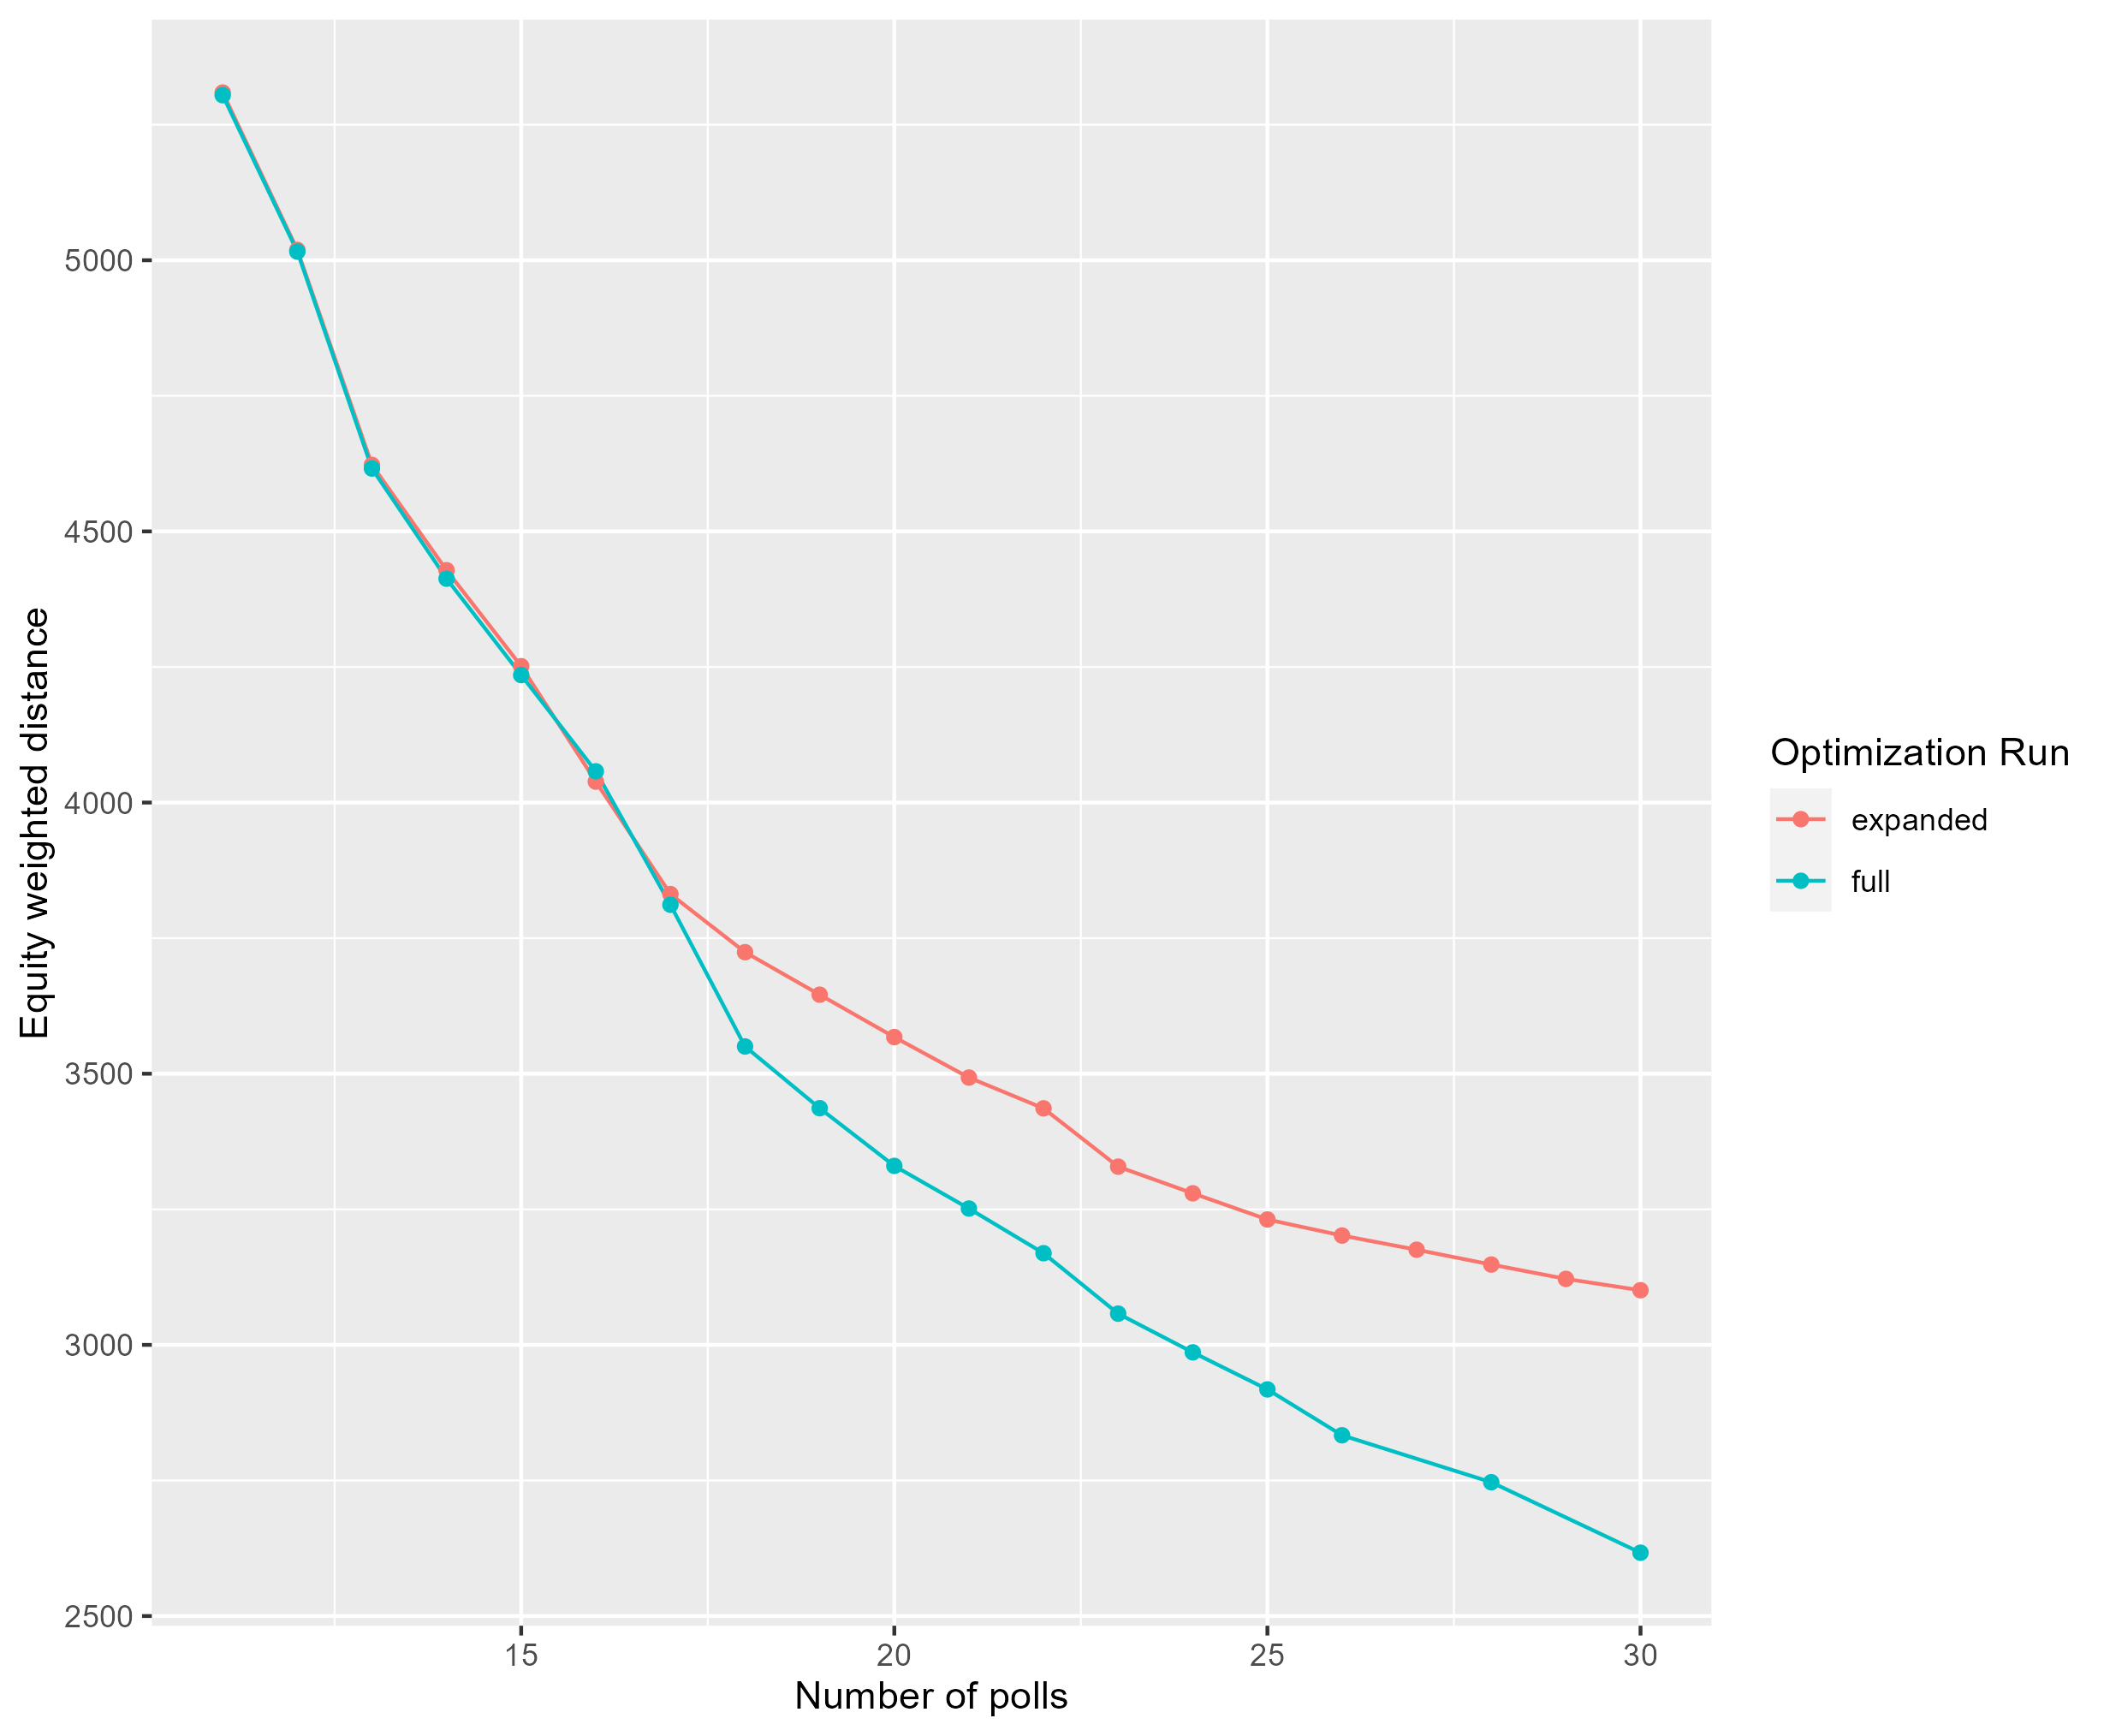 Equity weighted distance
5000
4500
4000
3500
3000
2500
15 20 25 30
Number of polls
Optimization Run
expanded
full